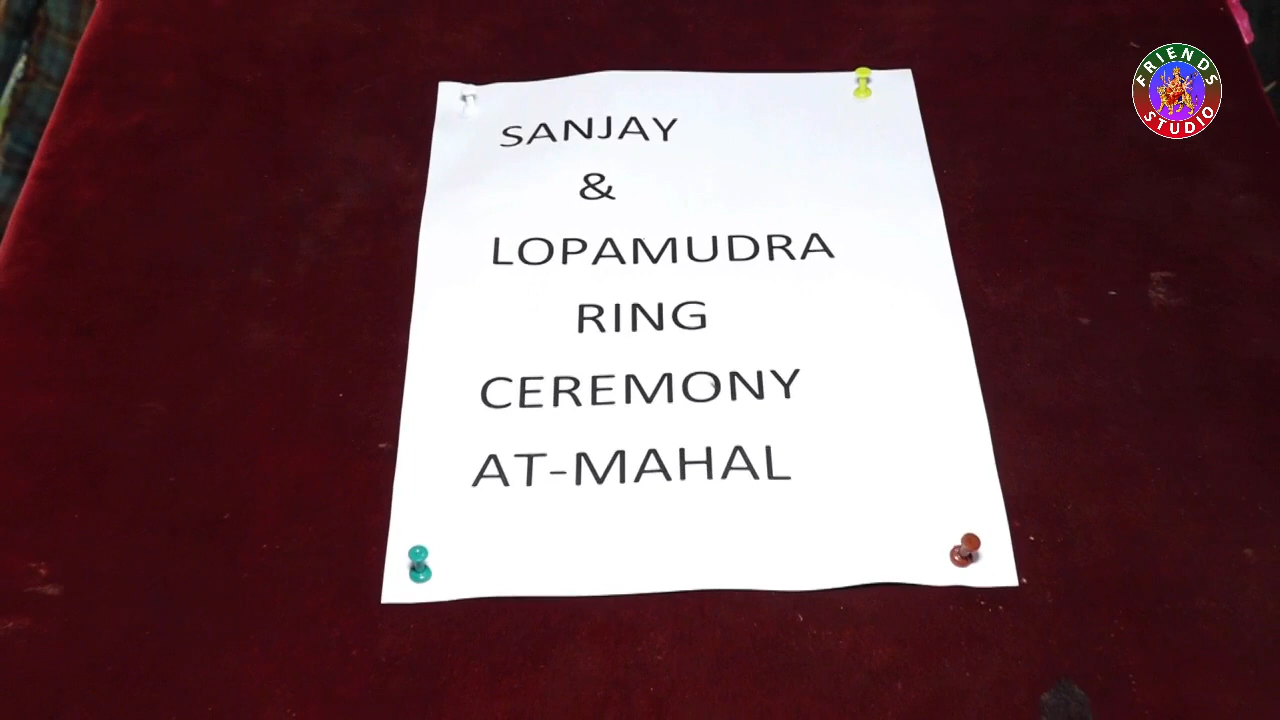 SANJAY
&
LOPAMUDRA
RING
CEREMONY
AT-MAHAL
FRIENDS
STUDIO